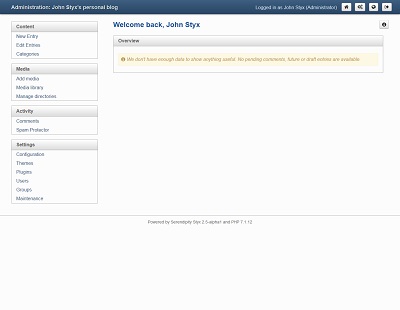 Administration: John Styx's personal blog
Logged in as John Styx (Administrator)
Content
New Entry
Edit Entries
Categories
Media
Add media
Media library
Manage directories
Activity
Comments
Spam Protector
Settings
Configuration
Themes
Plugins
Users
Groups
Maintenance
Welcome back, John Styx
Overview
We don't have enough data to show anything useful. No pending comments, future or draft entries are available.
Powered by Serendipity Styx 2.5-alpha1 and PHP 7.1.12